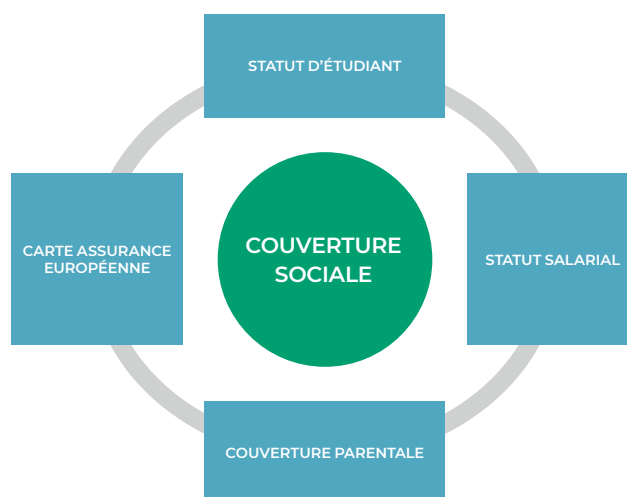 STATUT D'ÉTUDIANT
CARTE ASSURANCE
EUROPÉENNE
COUVERTURE
SOCIALE
STATUT SALARIAL
COUVERTURE PARENTALE